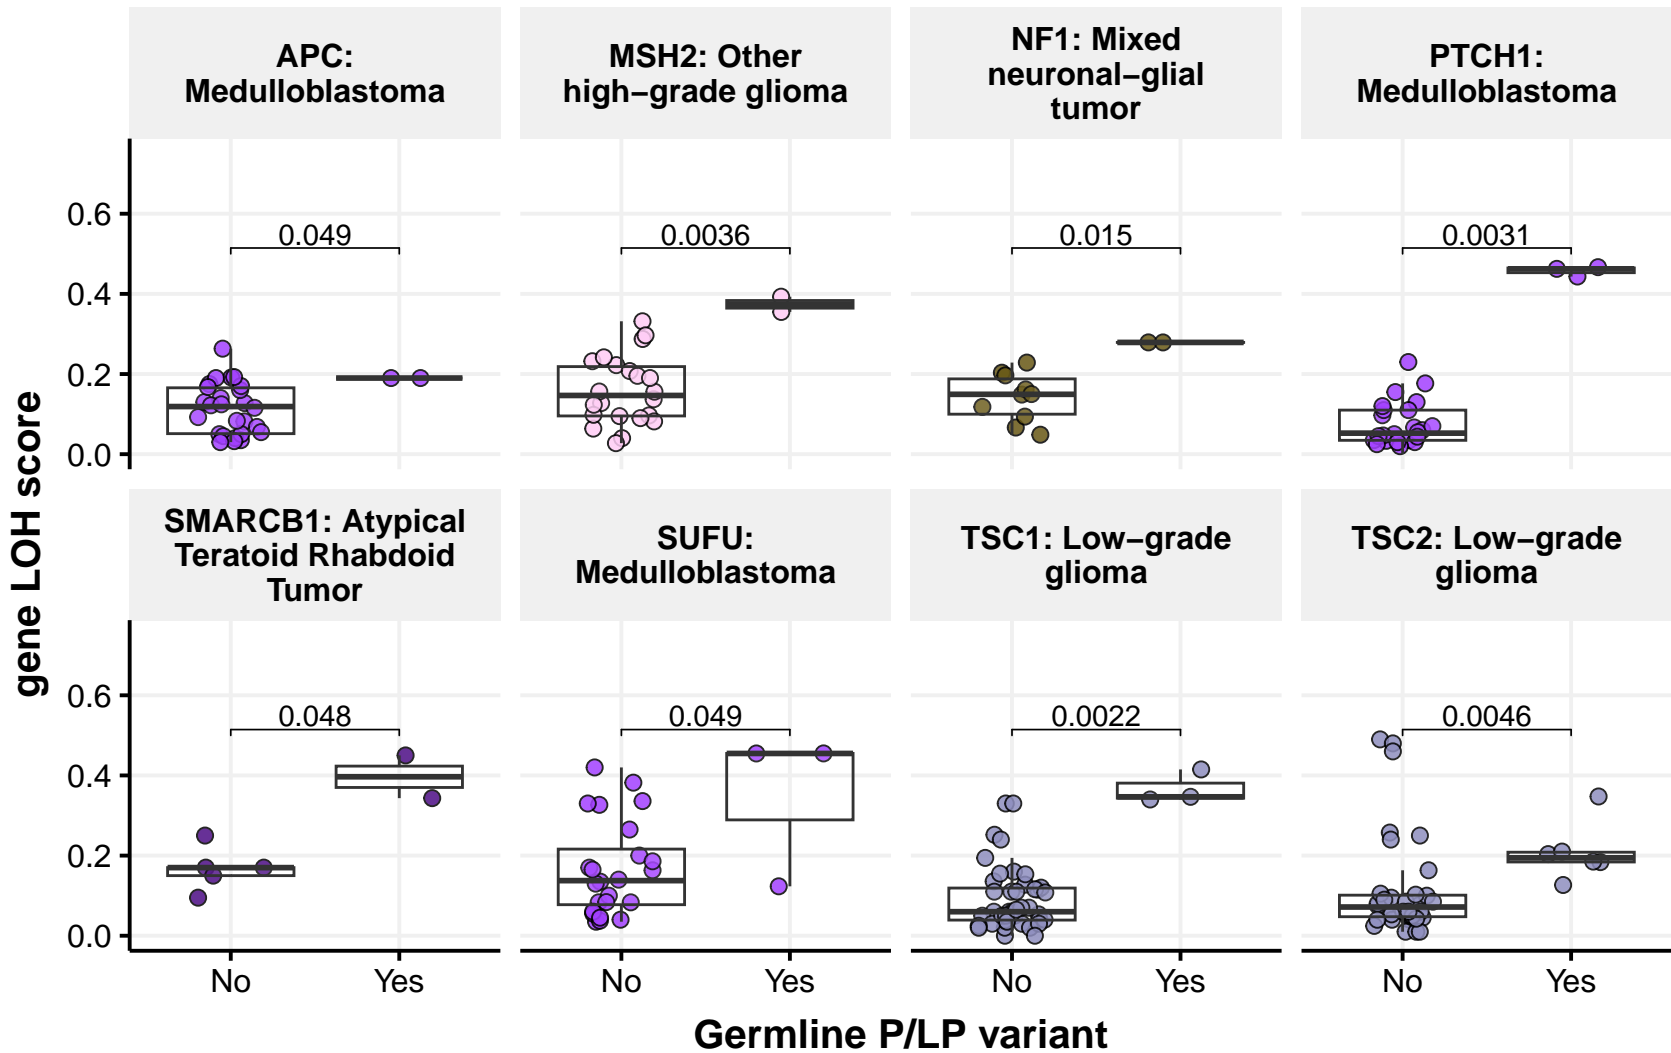 APC:
Medulloblastoma
MSH2: Other
high−grade glioma
NF1: Mixed
neuronal−glial
tumor
PTCH1:
Medulloblastoma
0.6
0.4
0.2
0.0
0.049
0.0036
0.015
0.0031
gene LOH score
SMARCB1: Atypical
Teratoid Rhabdoid
Tumor
SUFU:
Medulloblastoma
TSC1: Low−grade
glioma
TSC2: Low−grade
glioma
0.6
0.4
0.2
0.0
0.048
0.049
0.0022
0.0046
No
Yes
No
Yes
No
Yes
No
Yes
Germline P/LP variant